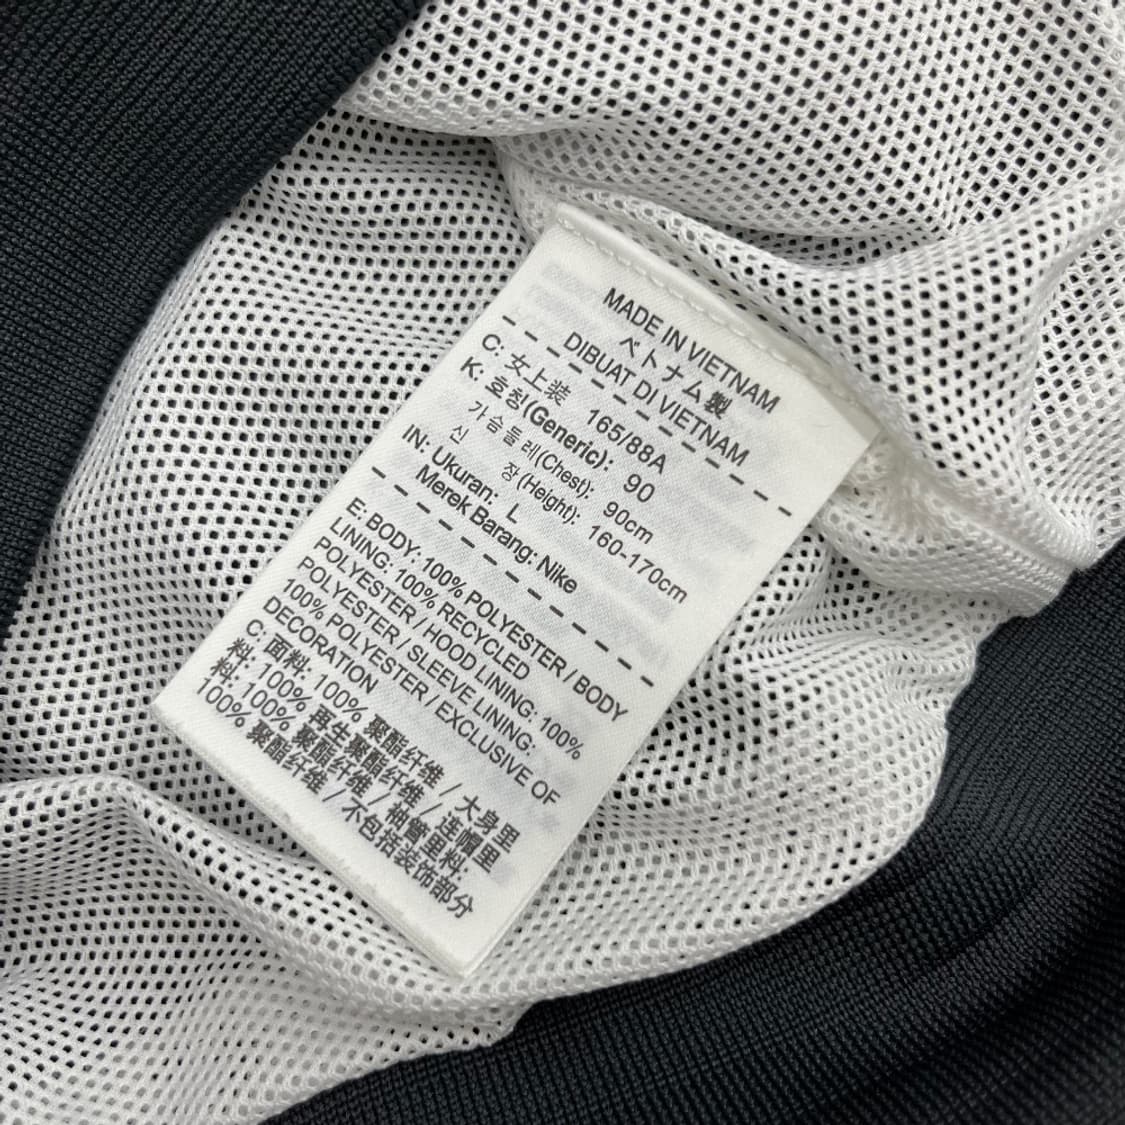 MADE IN VIETNAM
ベトナム製
DIBUAT DI VIETNAM
C: 女上装 165/88A
K: 호칭(Generic): 90
가슴둘레(Chest): 90cm
신 장 (Height): 160-170cm
IN: Ukuran: L
Merek Barang: Nike
E: BODY: 100% POLYESTER / BODY
LINING: 100% RECYCLED
POLYESTER / HOOD LINING: 100%
POLYESTER / SLEEVE LINING:
100% POLYESTER / EXCLUSIVE OF
DECORATION
C: 面料: 100% 聚酯纤维 / 大身里
料: 100% 再生聚酯纤维 / 连帽里
料: 100% 聚酯纤维 / 袖管里料:
100% 聚酯纤维 / 不包括装饰部分